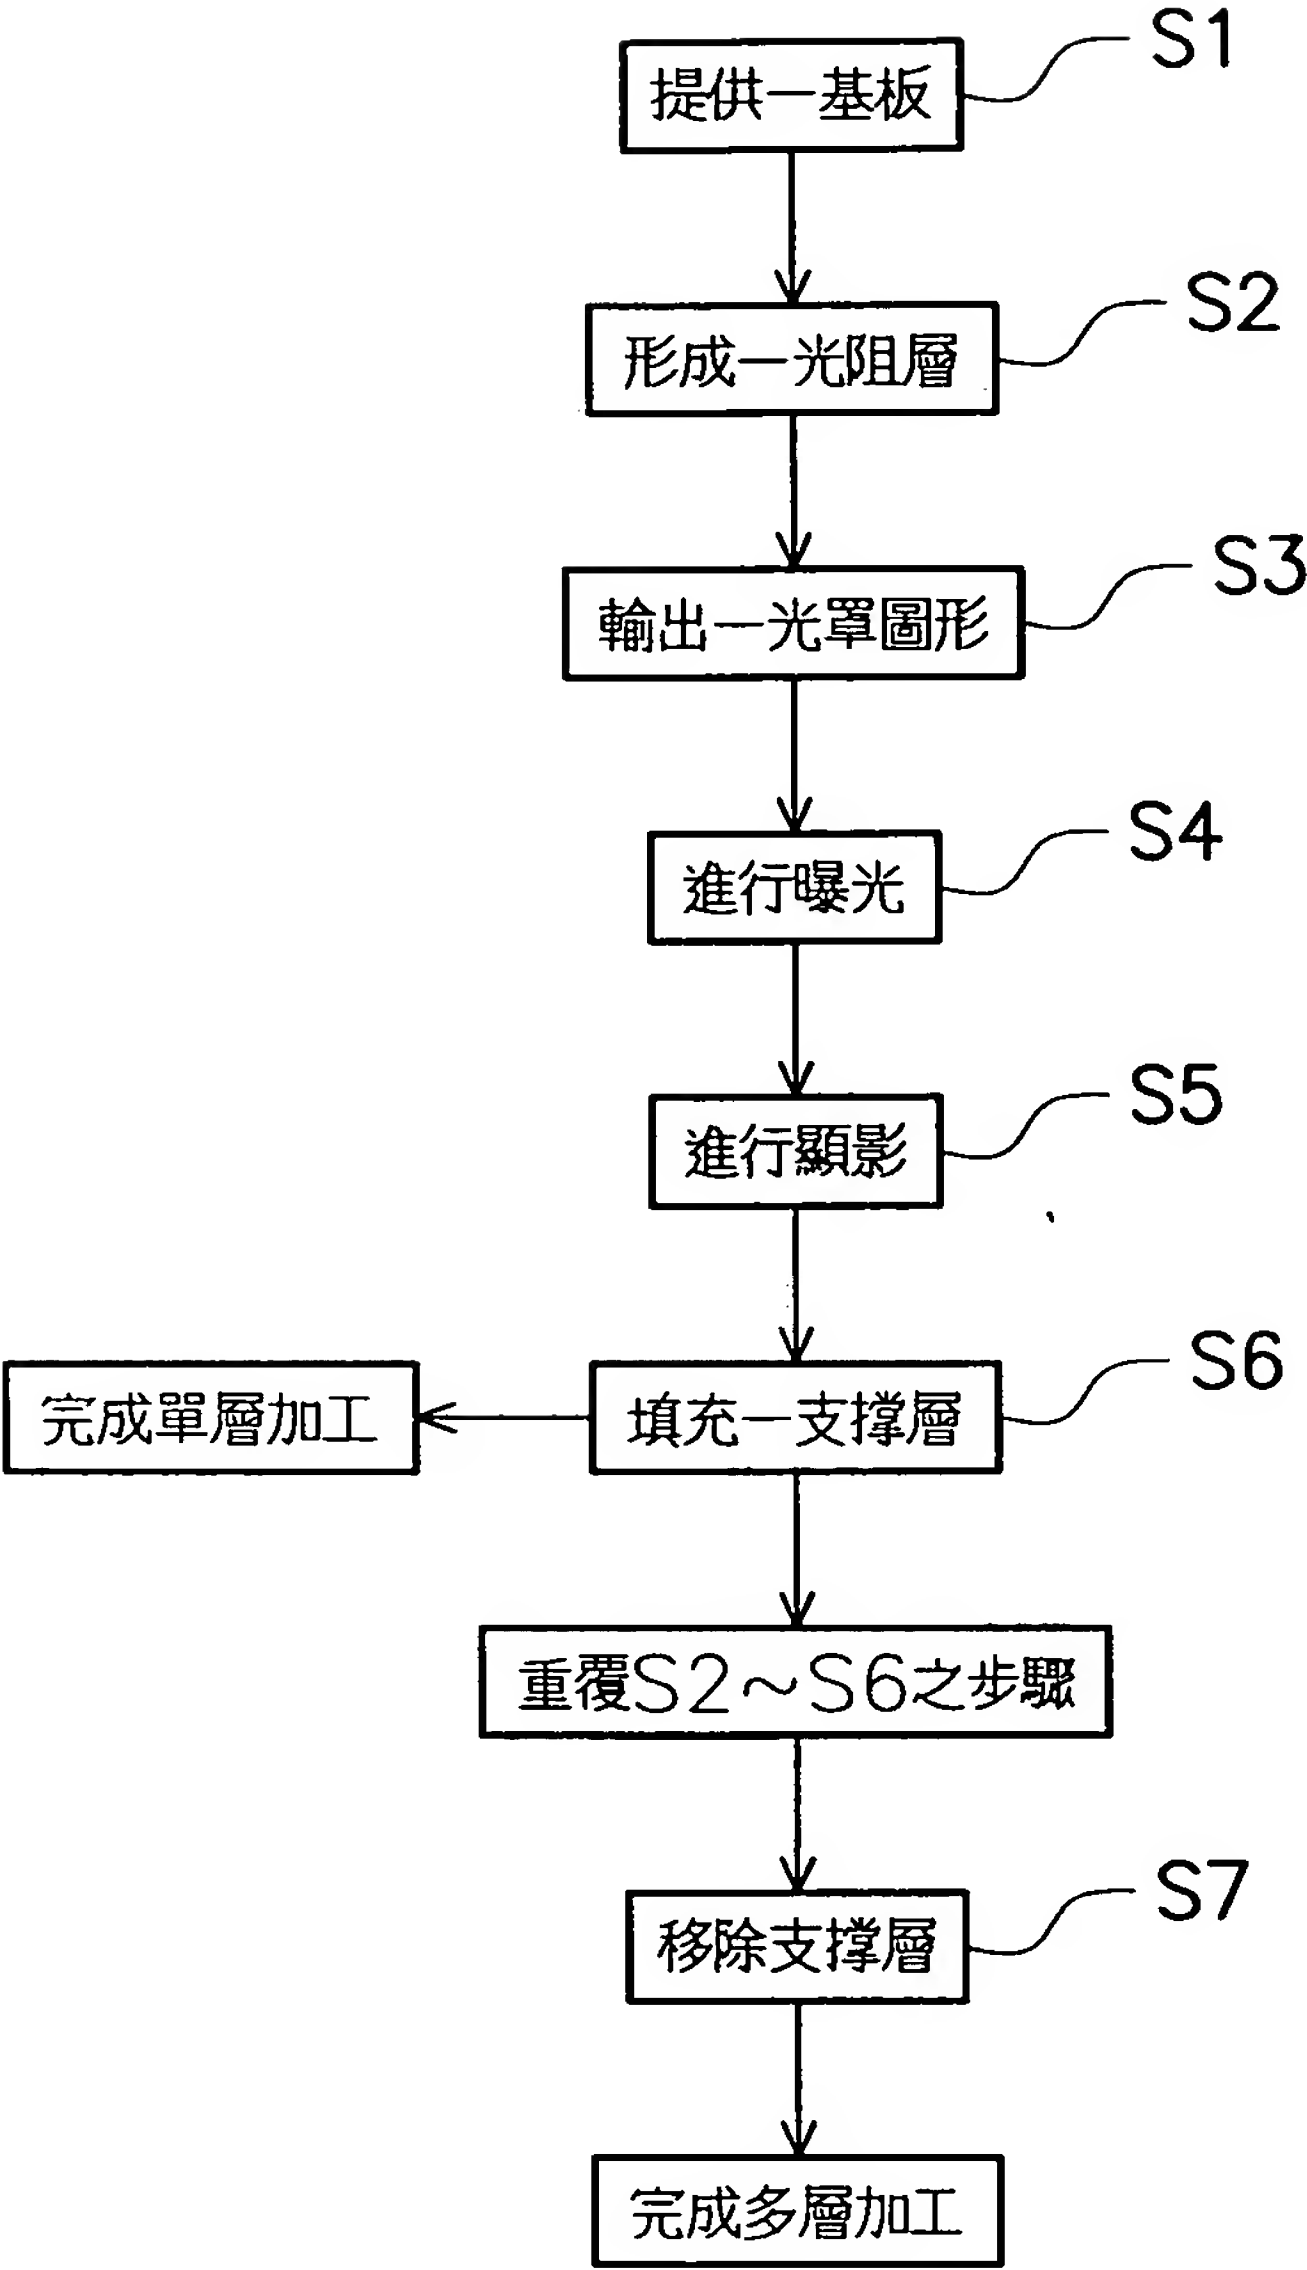 S1
提供一基板
S2
形成一光阻層
S3
輸出一光罩圖形
S4
進行曝光
S5
進行顯影
S6
完成單層加工
填充一支撐層
重覆S2～S6之步驟
S7
移除支撐層
完成多層加工